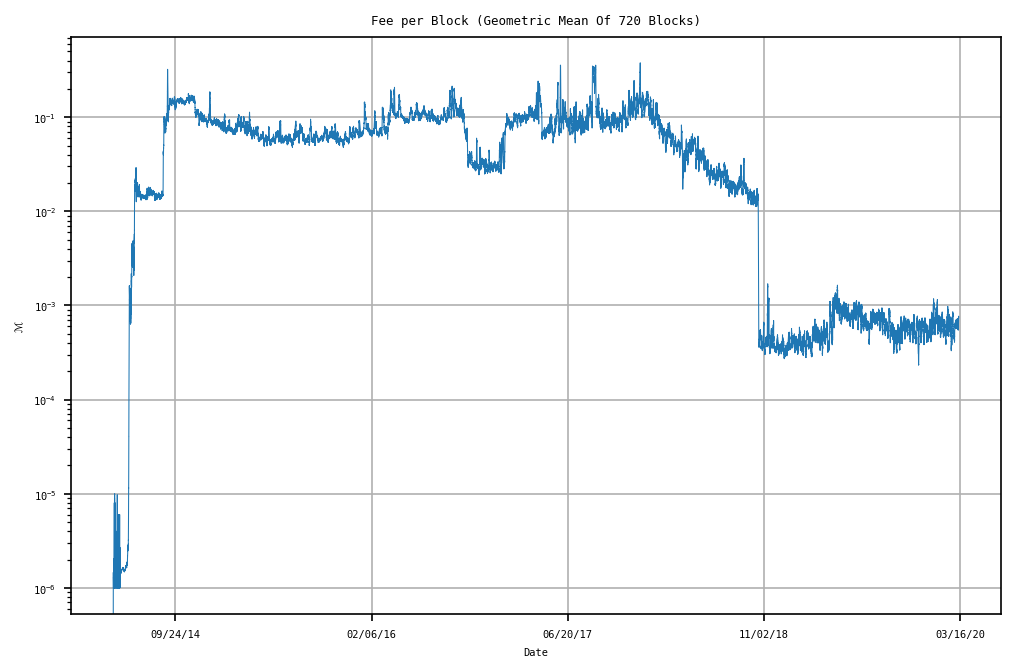 Fee per Block (Geometric Mean Of 720 Blocks)
10⁻¹
10⁻²
10⁻³
10⁻⁴
10⁻⁵
10⁻⁶
ℳ
09/24/14 02/06/16 06/20/17 11/02/18 03/16/20
Date